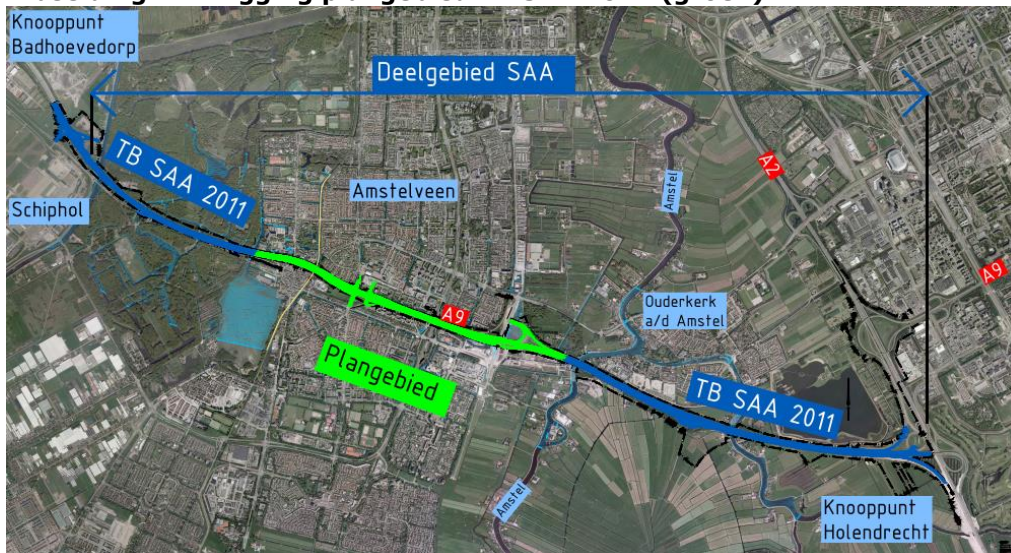 Knooppunt
Badhoevedorp
Deelgebied SAA
TB SAA 2011
A2
Amstelveen
Amstel
Schiphol
A9
Ouderkerk
a/d Amstel
A9
Plangebied
TB SAA 2011
Amstel
Knooppunt
Holendrecht